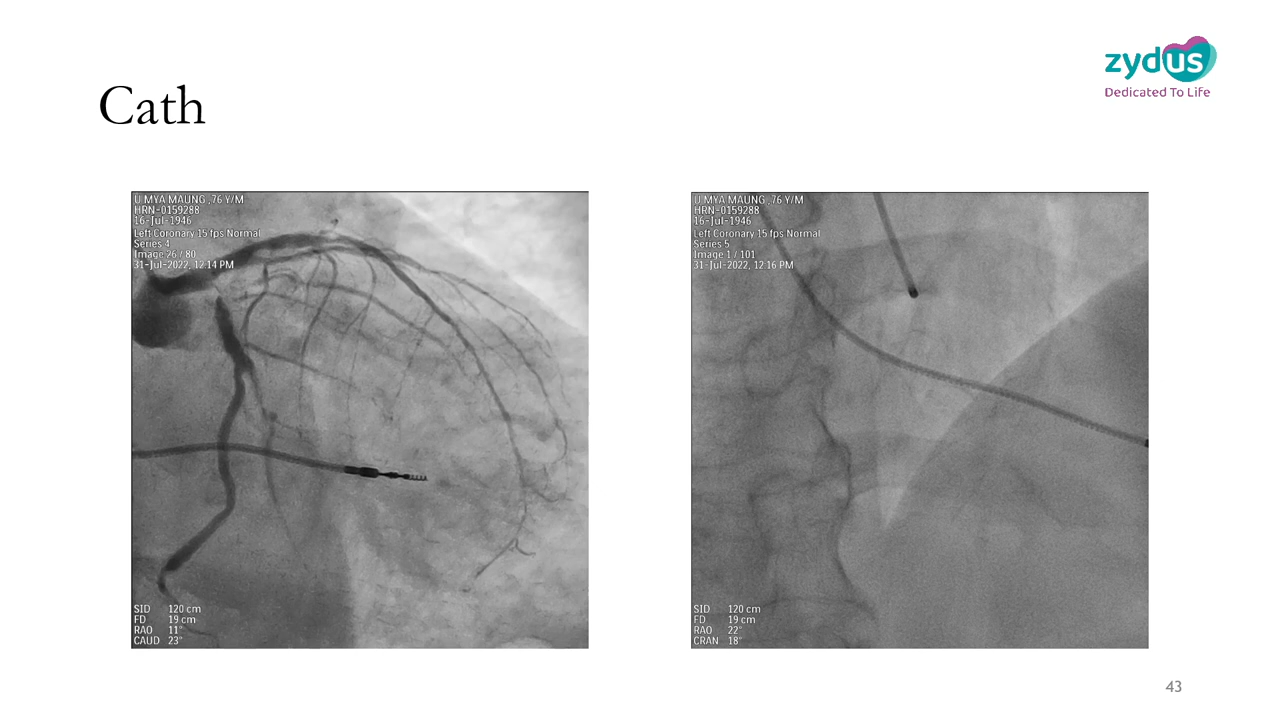 zydus
Dedicated To Life
Cath
U MYA MAUNG ,76 Y/M
HRN-0159288
16-Jul-1946
Left Coronary 15 fps Normal
Series 4
Image 26 / 80
31-Jul-2022, 12:14 PM
SID 120 cm
FD 19 cm
RAO 11°
CAUD 23°
U MYA MAUNG ,76 Y/M
HRN-0159288
16-Jul-1946
Left Coronary 15 fps Normal
Series 5
Image 1 / 101
31-Jul-2022, 12:16 PM
SID 120 cm
FD 19 cm
RAO 22°
CRAN 18°
43